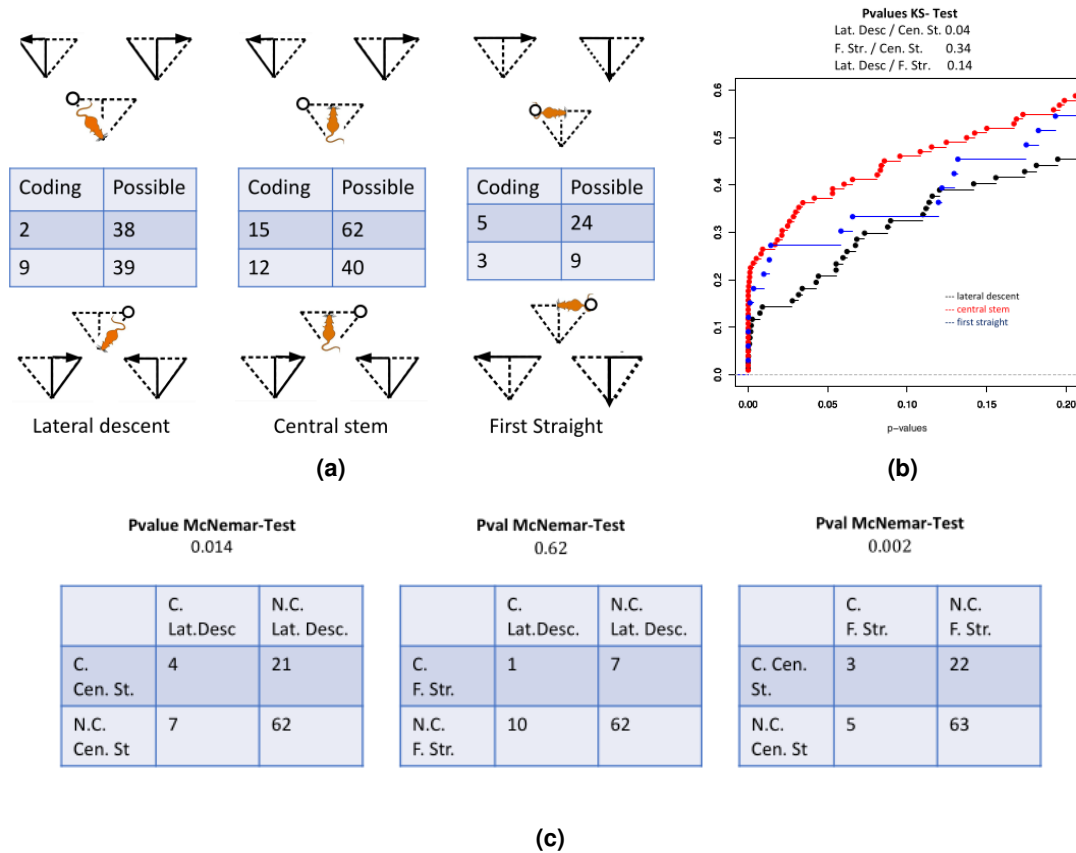 Coding Possible
2 38
9 39
Lateral descent
Coding Possible
15 62
12 40
Central stem
Coding Possible
5 24
3 9
First Straight
(a)
Pvalues KS- Test
Lat. Desc / Cen. St. 0.04
F. Str. / Cen. St. 0.34
Lat. Desc / F. Str. 0.14
0.6
0.5
0.4
0.3
0.2
0.1
0.0
--- lateral descent
--- central stem
--- first straight
0.00 0.05 0.10 0.15 0.20
p-values
(b)
Pvalue McNemar-Test
0.014
C. N.C.
Lat.Desc Lat. Desc.
C. 4 21
Cen. St.
N.C. 7 62
Cen. St
Pval McNemar-Test
0.62
C. N.C.
Lat.Desc. Lat. Desc.
C. 1 7
F. Str.
N.C. 10 62
F. Str.
Pval McNemar-Test
0.002
C. N.C.
F. Str. F. Str.
C. Cen. 3 22
St.
N.C. 5 63
Cen. St
(c)